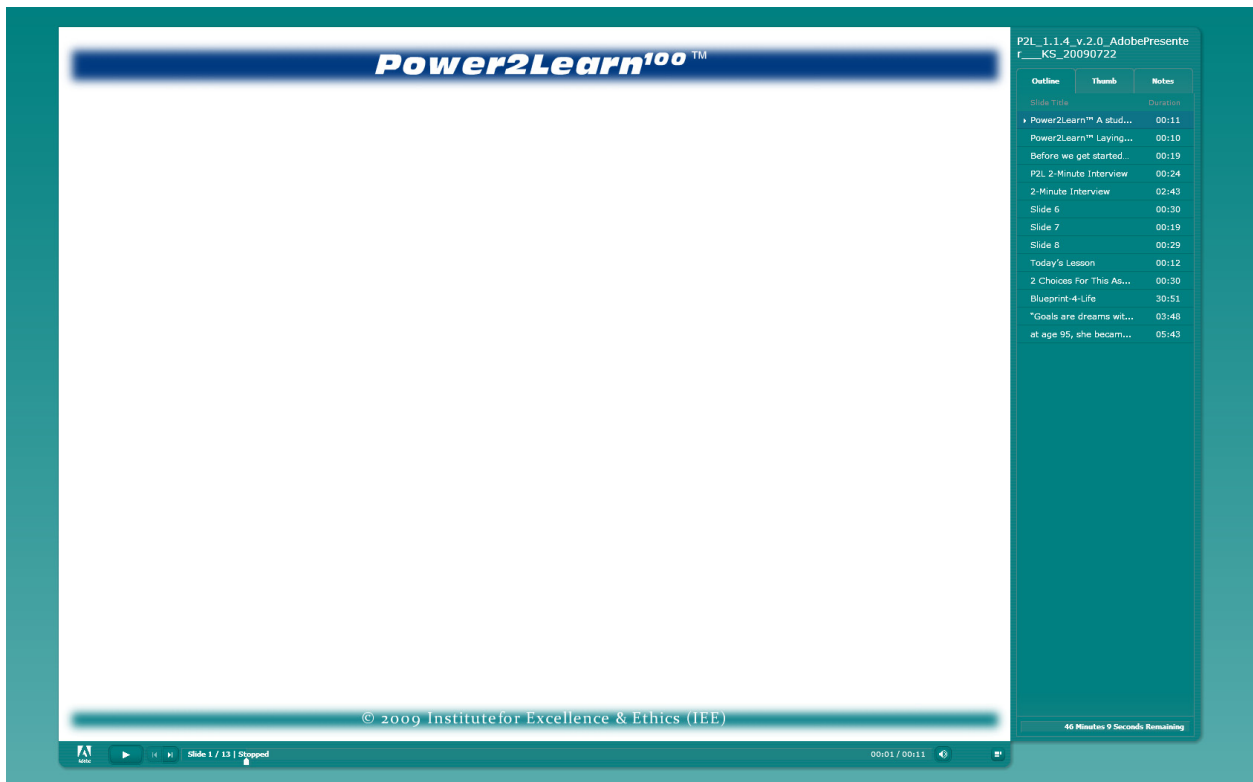 Power2Learn100™
P2L_1.1.4_v.2.0_AdobePresente
r___KS_20090722
Outline Thumb Notes
Slide Title Duration
Power2Learn™ A stud... 00:11
Power2Learn™ Laying... 00:10
Before we get started... 00:19
P2L 2-Minute Interview 00:24
2-Minute Interview 02:43
Slide 6 00:30
Slide 7 00:19
Slide 8 00:29
Today's Lesson 00:12
2 Choices For This As... 00:30
Blueprint-4-Life 30:51
"Goals are dreams wit... 03:48
at age 95, she becam... 05:43
© 2009 Institutefor Excellence & Ethics (IEE)
46 Minutes 9 Seconds Remaining
Adobe
Slide 1 / 13 | Stopped
00:01 / 00:11